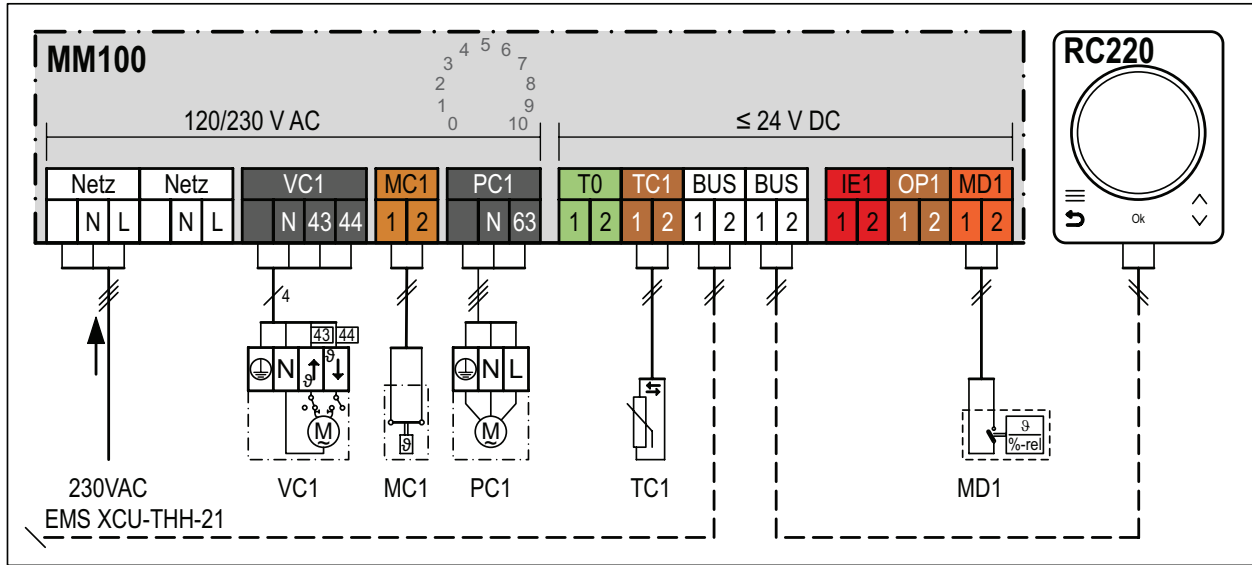 MM100
0 1 2 3 4 5 6 7 8 9 10
RC220
120/230 V AC
≤ 24 V DC
Netz Netz VC1 MC1 PC1 T0 TC1 BUS BUS IE1 OP1 MD1
N L N L N 43 44 1 2 N 63 1 2 1 2 1 2 1 2 1 2 1 2 1 2
Ok
4
43 44
N ϑ ϑ N L
M ϑ M
ϑ
%-rel
230VAC VC1 MC1 PC1 TC1 MD1
EMS XCU-THH-21